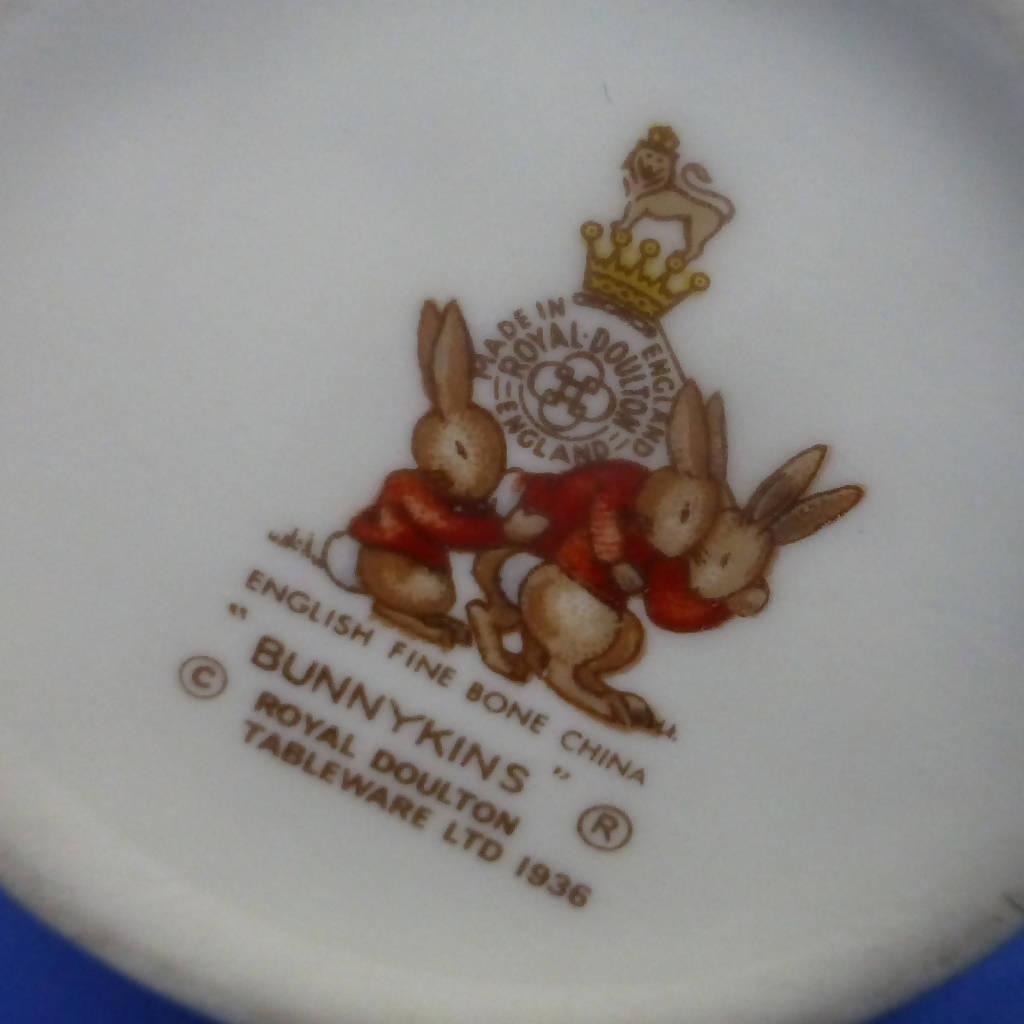 MADE IN ENGLAND
ROYAL·DOULTON
ENGLAND
ENGLISH FINE BONE CHINA
" BUNNYKINS "
© ROYAL DOULTON ®
TABLEWARE LTD 1936